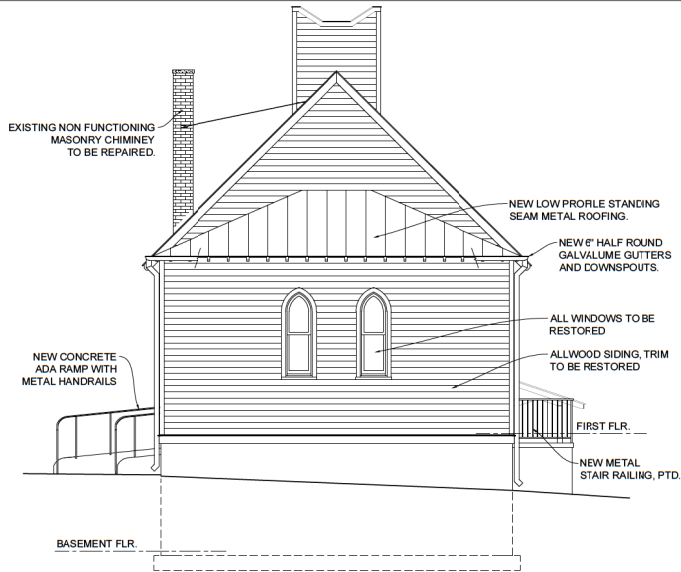 EXISTING NON FUNCTIONING
MASONRY CHIMINEY
TO BE REPAIRED.
NEW LOW PROFILE STANDING
SEAM METAL ROOFING.
NEW 6" HALF ROUND
GALVALUME GUTTERS
AND DOWNSPOUTS.
ALL WINDOWS TO BE
RESTORED
ALLWOOD SIDING, TRIM
TO BE RESTORED
NEW CONCRETE
ADA RAMP WITH
METAL HANDRAILS
FIRST FLR.
NEW METAL
STAIR RAILING, PTD.
BASEMENT FLR.